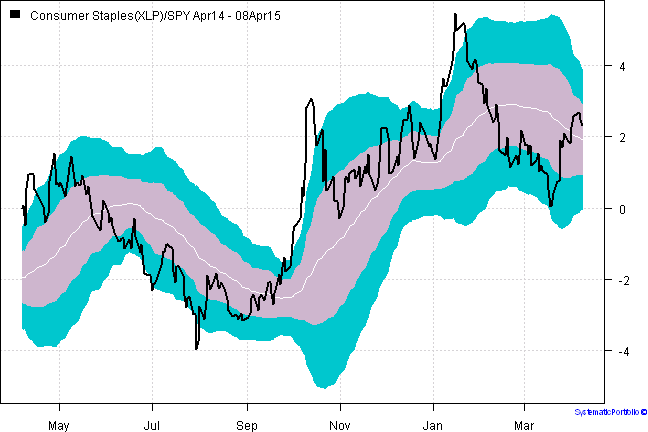 Consumer Staples(XLP)/SPY Apr14 - 08Apr15
4
2
0
-2
-4
May Jul Sep Nov Jan Mar
SystematicPortfolio ©